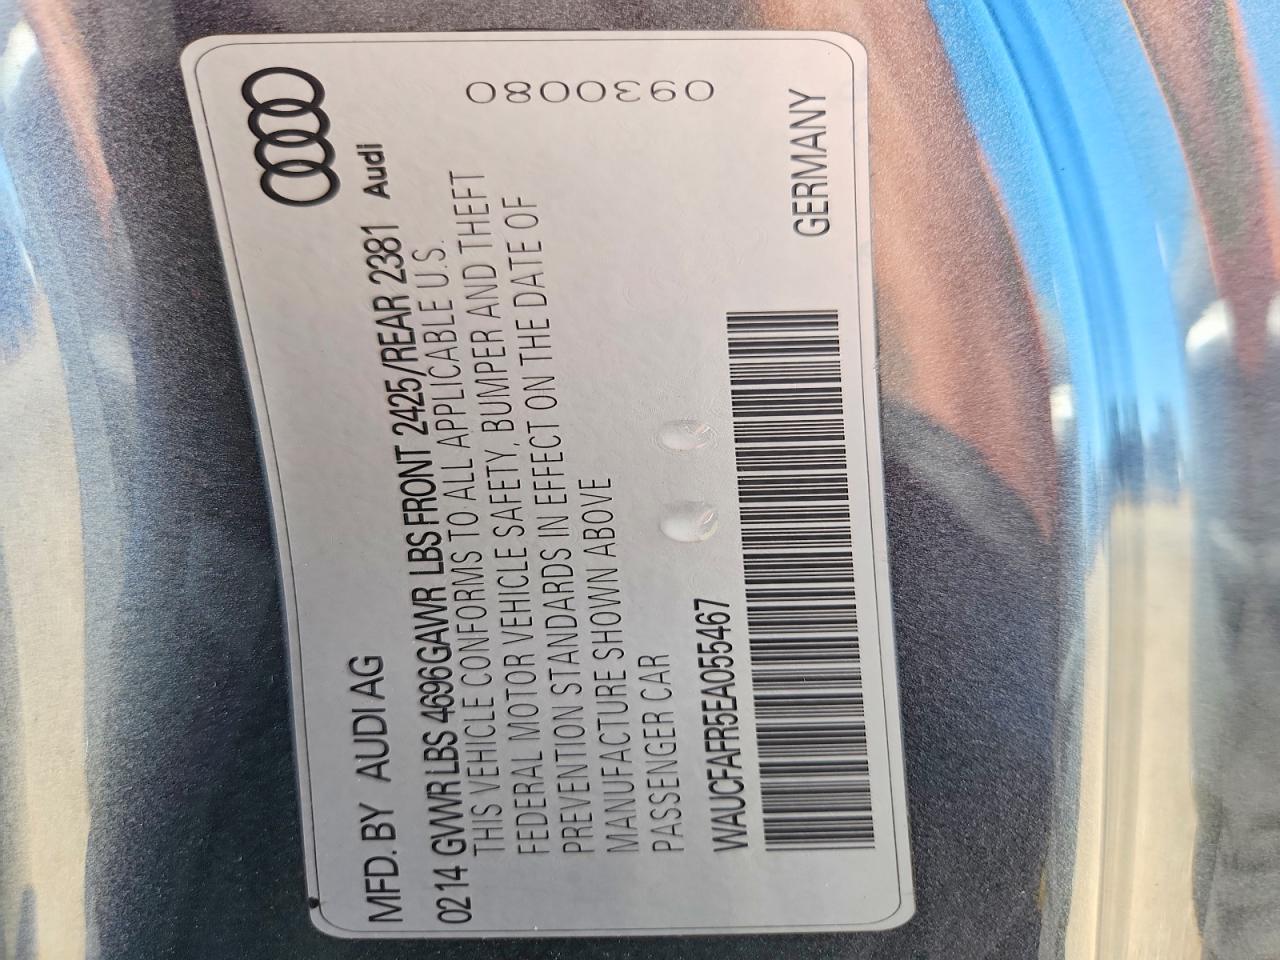 MFD. BY AUDI AG
0214 GVWR LBS 4696GAWR LBS FRONT 2425/REAR 2381 Audi
THIS VEHICLE CONFORMS TO ALL APPLICABLE U.S.
FEDERAL MOTOR VEHICLE SAFETY, BUMPER AND THEFT
PREVENTION STANDARDS IN EFFECT ON THE DATE OF
MANUFACTURE SHOWN ABOVE
PASSENGER CAR
WAUCFAFR5EA055467
GERMANY
0930080